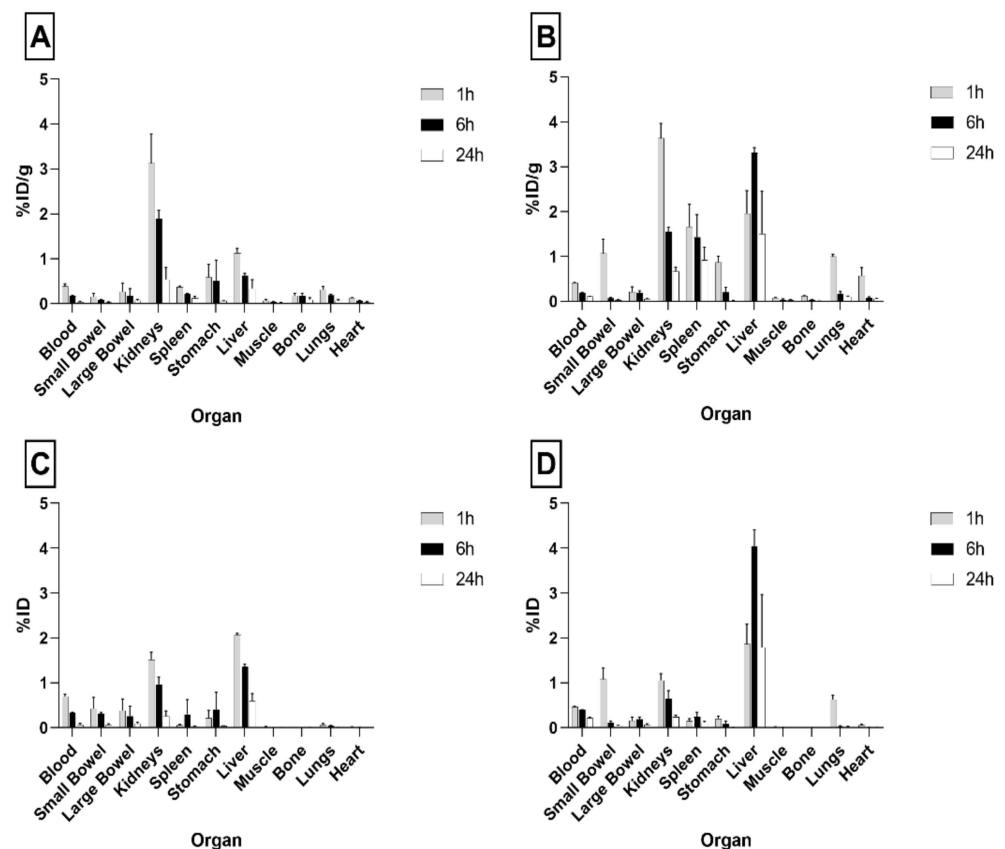 A
5
4
3
2
1
0
%ID/g
1h
6h
24h
Blood
Small Bowel
Large Bowel
Kidneys
Spleen
Stomach
Liver
Muscle
Bone
Lungs
Heart
Organ
B
5
4
3
2
1
0
%ID/g
1h
6h
24h
Blood
Small Bowel
Large Bowel
Kidneys
Spleen
Stomach
Liver
Muscle
Bone
Lungs
Heart
Organ
C
5
4
3
2
1
0
%ID
1h
6h
24h
Blood
Small Bowel
Large Bowel
Kidneys
Spleen
Stomach
Liver
Muscle
Bone
Lungs
Heart
Organ
D
5
4
3
2
1
0
%ID
1h
6h
24h
Blood
Small Bowel
Large Bowel
Kidneys
Spleen
Stomach
Liver
Muscle
Bone
Lungs
Heart
Organ